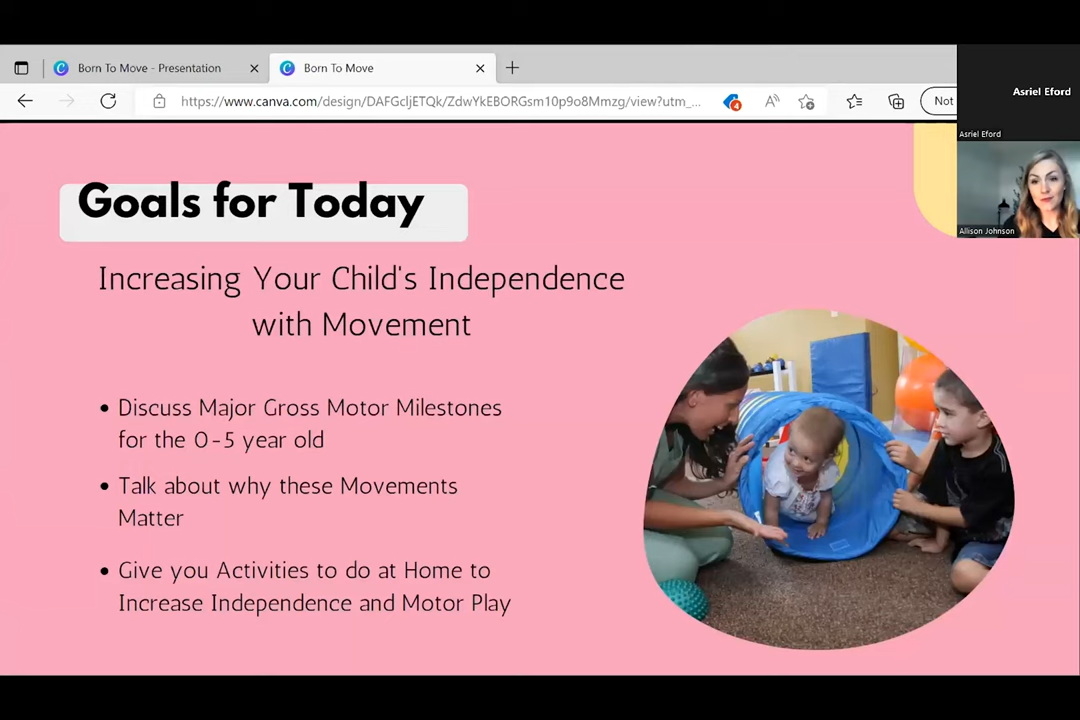 Born To Move - Presentation
Born To Move
https://www.canva.com/design/DAFGcljETQk/ZdwYkEBORGsm10p9o8Mmzg/view?utm_...
4
A
Not
Asriel Eford
Asriel Eford
Allison Johnson
Goals for Today
Increasing Your Child's Independence
with Movement
• Discuss Major Gross Motor Milestones
for the 0-5 year old
• Talk about why these Movements
Matter
• Give you Activities to do at Home to
Increase Independence and Motor Play